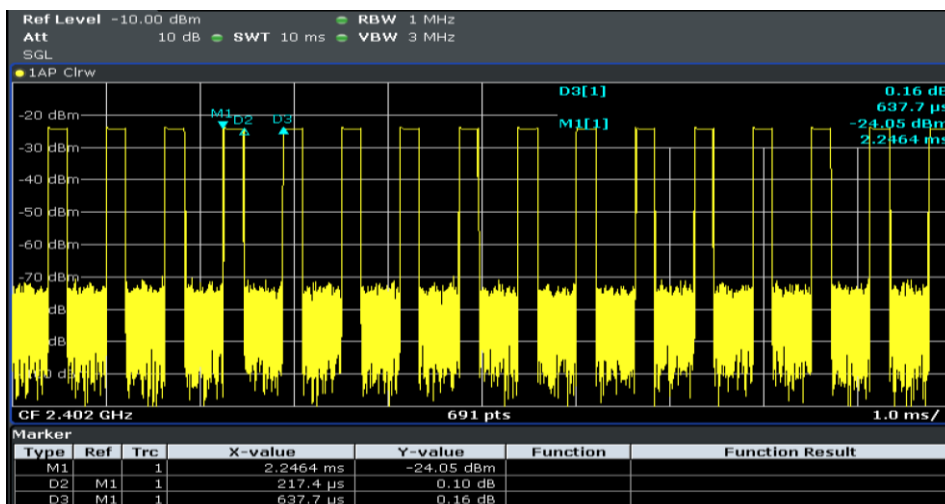 Ref Level -10.00 dBm RBW 1 MHz
Att 10 dB SWT 10 ms VBW 3 MHz
SGL
1AP Clrw
D3[1] 0.16 dB
637.7 µs
M1[1] -24.05 dBm
2.2464 ms
M1 D2 D3
-20 dBm
-30 dBm
-40 dBm
-50 dBm
-60 dBm
-70 dBm
CF 2.402 GHz 691 pts 1.0 ms/
Marker
Type Ref Trc X-value Y-value Function Function Result
M1 1 2.2464 ms -24.05 dBm
D2 M1 1 217.4 µs 0.10 dB
D3 M1 1 637.7 µs 0.16 dB